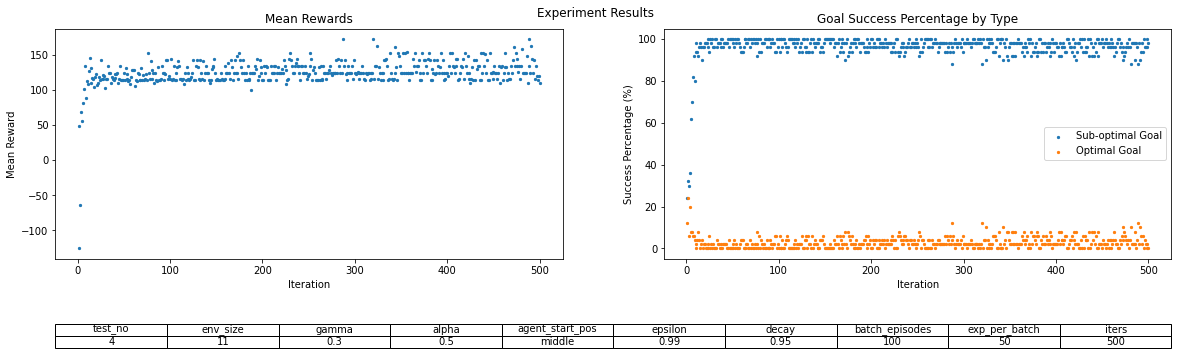 Experiment Results
Mean Rewards
Mean Reward
150
100
50
0
−50
−100
0
100
200
300
400
500
Iteration
Goal Success Percentage by Type
Success Percentage (%)
100
80
60
40
20
0
Sub-optimal Goal
Optimal Goal
0
100
200
300
400
500
Iteration
test_no env_size gamma alpha agent_start_pos epsilon decay batch_episodes exp_per_batch iters
4 11 0.3 0.5 middle 0.99 0.95 100 50 500